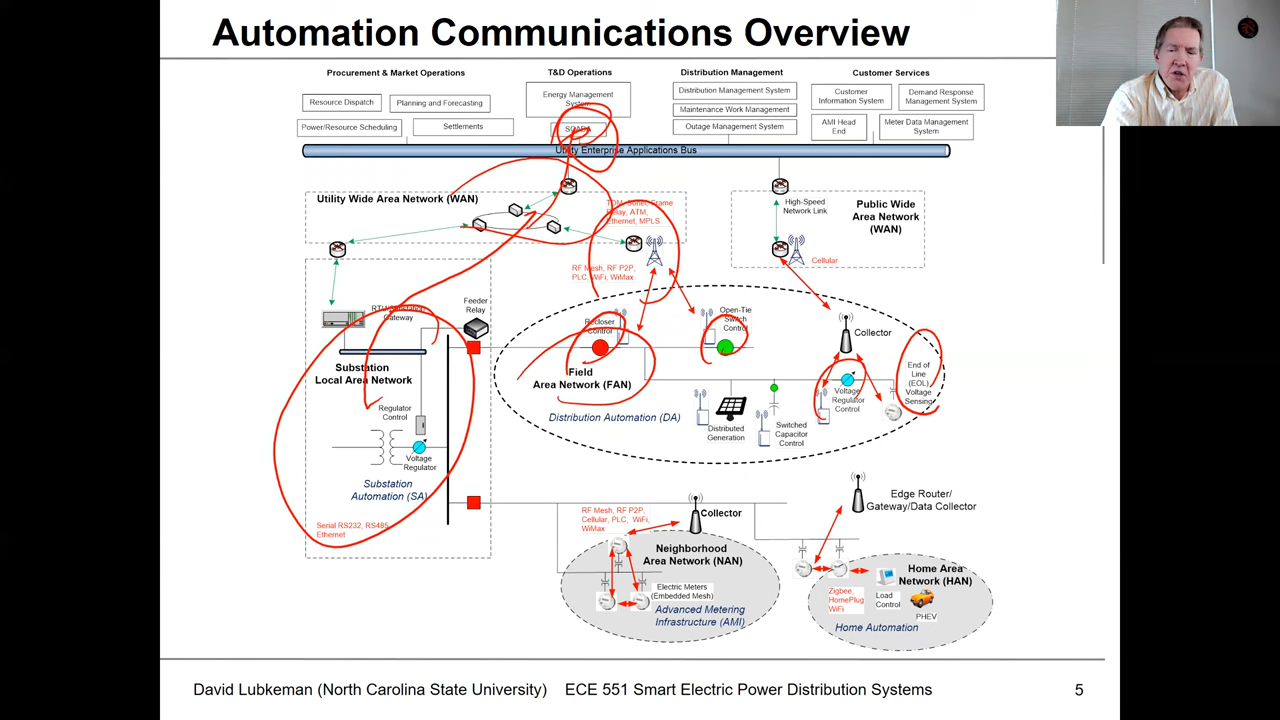 Automation Communications Overview
Procurement & Market Operations
T&D Operations
Distribution Management
Customer Services
Resource Dispatch
Planning and Forecasting
Power/Resource Scheduling
Settlements
Energy Management
System
SCADA
Distribution Management System
Maintenance Work Management
Outage Management System
Customer
Information System
Demand Response
Management System
AMI Head
End
Meter Data Management
System
Utility Enterprise Applications Bus
Utility Wide Area Network (WAN)
TDM, Sonet, Frame
Relay, ATM,
Ethernet, MPLS
RF Mesh, RF P2P,
PLC, WiFi, WiMax
High-Speed
Network Link
Public Wide
Area Network
(WAN)
Cellular
Gateway
Feeder
Relay
Substation
Local Area Network
Regulator
Control
Voltage
Regulator
Substation
Automation (SA)
Serial RS232, RS485,
Ethernet
Recloser
Control
Open-Tie
Switch
Control
Collector
Field
Area Network (FAN)
Distribution Automation (DA)
Distributed
Generation
Switched
Capacitor
Control
Voltage
Regulator
Control
End of
Line
(EOL)
Voltage
Sensing
RF Mesh, RF P2P,
Cellular, PLC, WiFi,
WiMax
Collector
Neighborhood
Area Network (NAN)
Electric Meters
(Embedded Mesh)
Advanced Metering
Infrastructure (AMI)
Edge Router/
Gateway/Data Collector
Home Area
Network (HAN)
Zigbee,
HomePlug
WiFi
Load
Control
PHEV
Home Automation
David Lubkeman (North Carolina State University) ECE 551 Smart Electric Power Distribution Systems 5